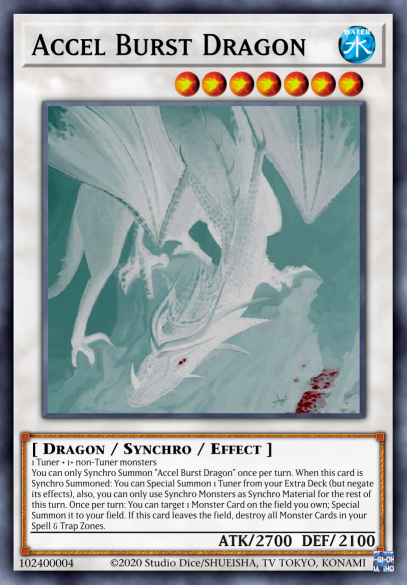 ACCEL BURST DRAGON
WATER
水
[ DRAGON / SYNCHRO / EFFECT ]
1 Tuner + 1+ non-Tuner monsters
You can only Synchro Summon "Accel Burst Dragon" once per turn. When this card is
Synchro Summoned: You can Special Summon 1 Tuner from your Extra Deck (but negate
its effects), also, you can only use Synchro Monsters as Synchro Material for the rest of
this turn. Once per turn: You can target 1 Monster Card on the field you own; Special
Summon it to your field. If this card leaves the field, destroy all Monster Cards in your
Spell & Trap Zones.
ATK/2700 DEF/2100
102400004
©2020 Studio Dice/SHUEISHA, TV TOKYO, KONAMI